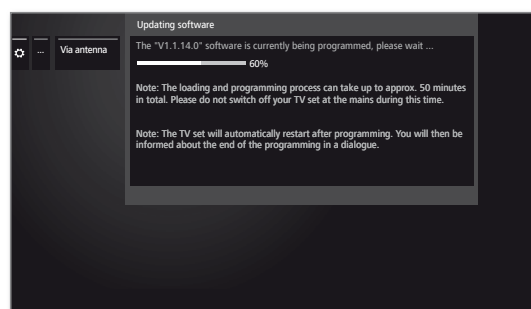 Updating software
... Via antenna
The "V1.1.14.0" software is currently being programmed, please wait ...
60%
Note: The loading and programming process can take up to approx. 50 minutes
in total. Please do not switch off your TV set at the mains during this time.
Note: The TV set will automatically restart after programming. You will then be
informed about the end of the programming in a dialogue.